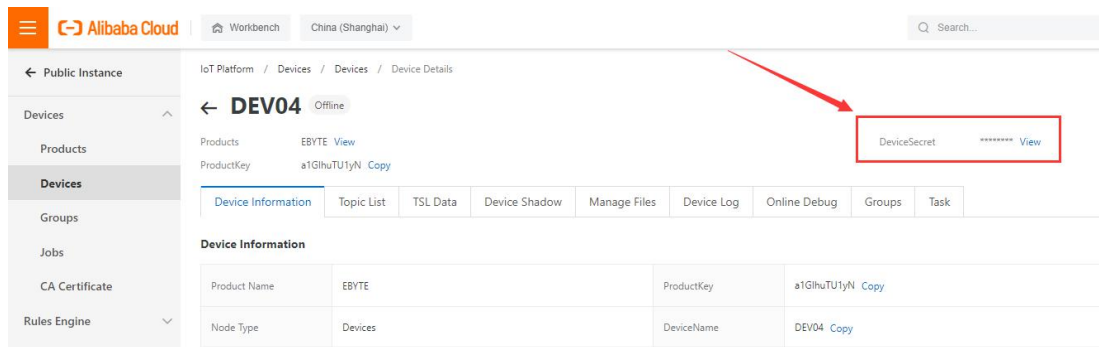 Alibaba Cloud Workbench China (Shanghai) Search...
Public Instance
IoT Platform / Devices / Devices / Device Details
Devices
DEV04 Offline
Products
Products EBYTE View
DeviceSecret ******** View
ProductKey a1GIhuTU1yN Copy
Devices
Device Information Topic List TSL Data Device Shadow Manage Files Device Log Online Debug Groups Task
Groups
Device Information
Jobs
CA Certificate
Product Name EBYTE ProductKey a1GIhuTU1yN Copy
Rules Engine
Node Type Devices DeviceName DEV04 Copy